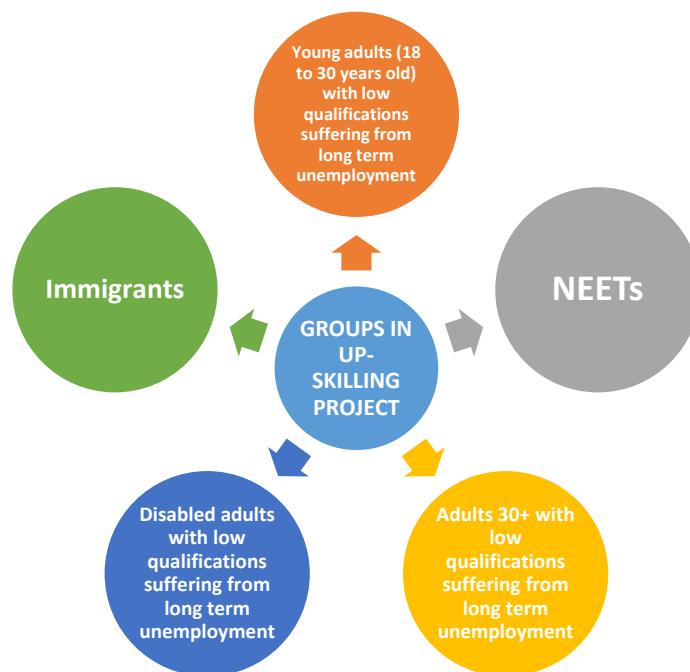 Young adults (18
to 30 years old)
with low
qualifications
suffering from
long term
unemployment
Immigrants
NEETs
GROUPS IN
UP-
SKILLING
PROJECT
Disabled adults
with low
qualifications
suffering from
long term
unemployment
Adults 30+ with
low
qualifications
suffering from
long term
unemployment